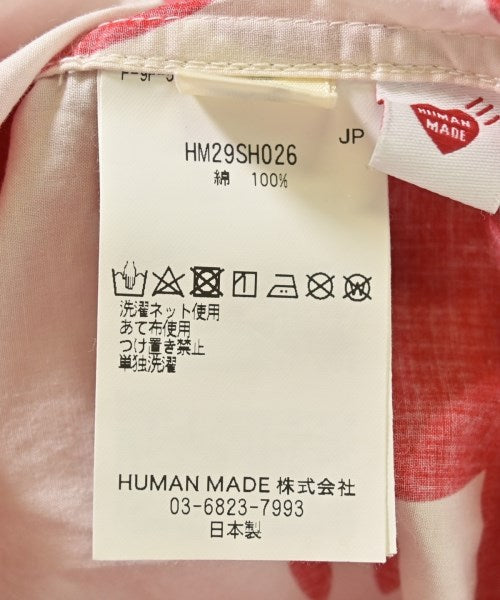 JP
HM29SH026
綿 100%
洗濯ネット使用
あて布使用
つけ置き禁止
単独洗濯
HUMAN MADE 株式会社
03-6823-7993
日本製
HUMAN
MADE